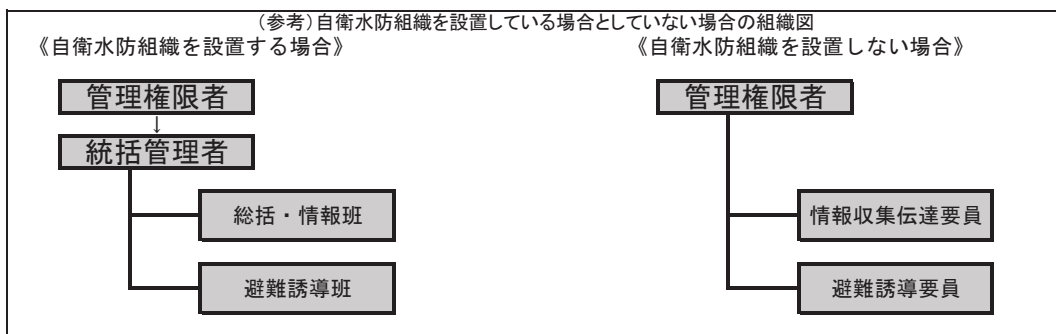 （参考）自衛水防組織を設置している場合としていない場合の組織図
《自衛水防組織を設置する場合》
管理権限者
↓
統括管理者
総括・情報班
避難誘導班
《自衛水防組織を設置しない場合》
管理権限者
情報収集伝達要員
避難誘導要員